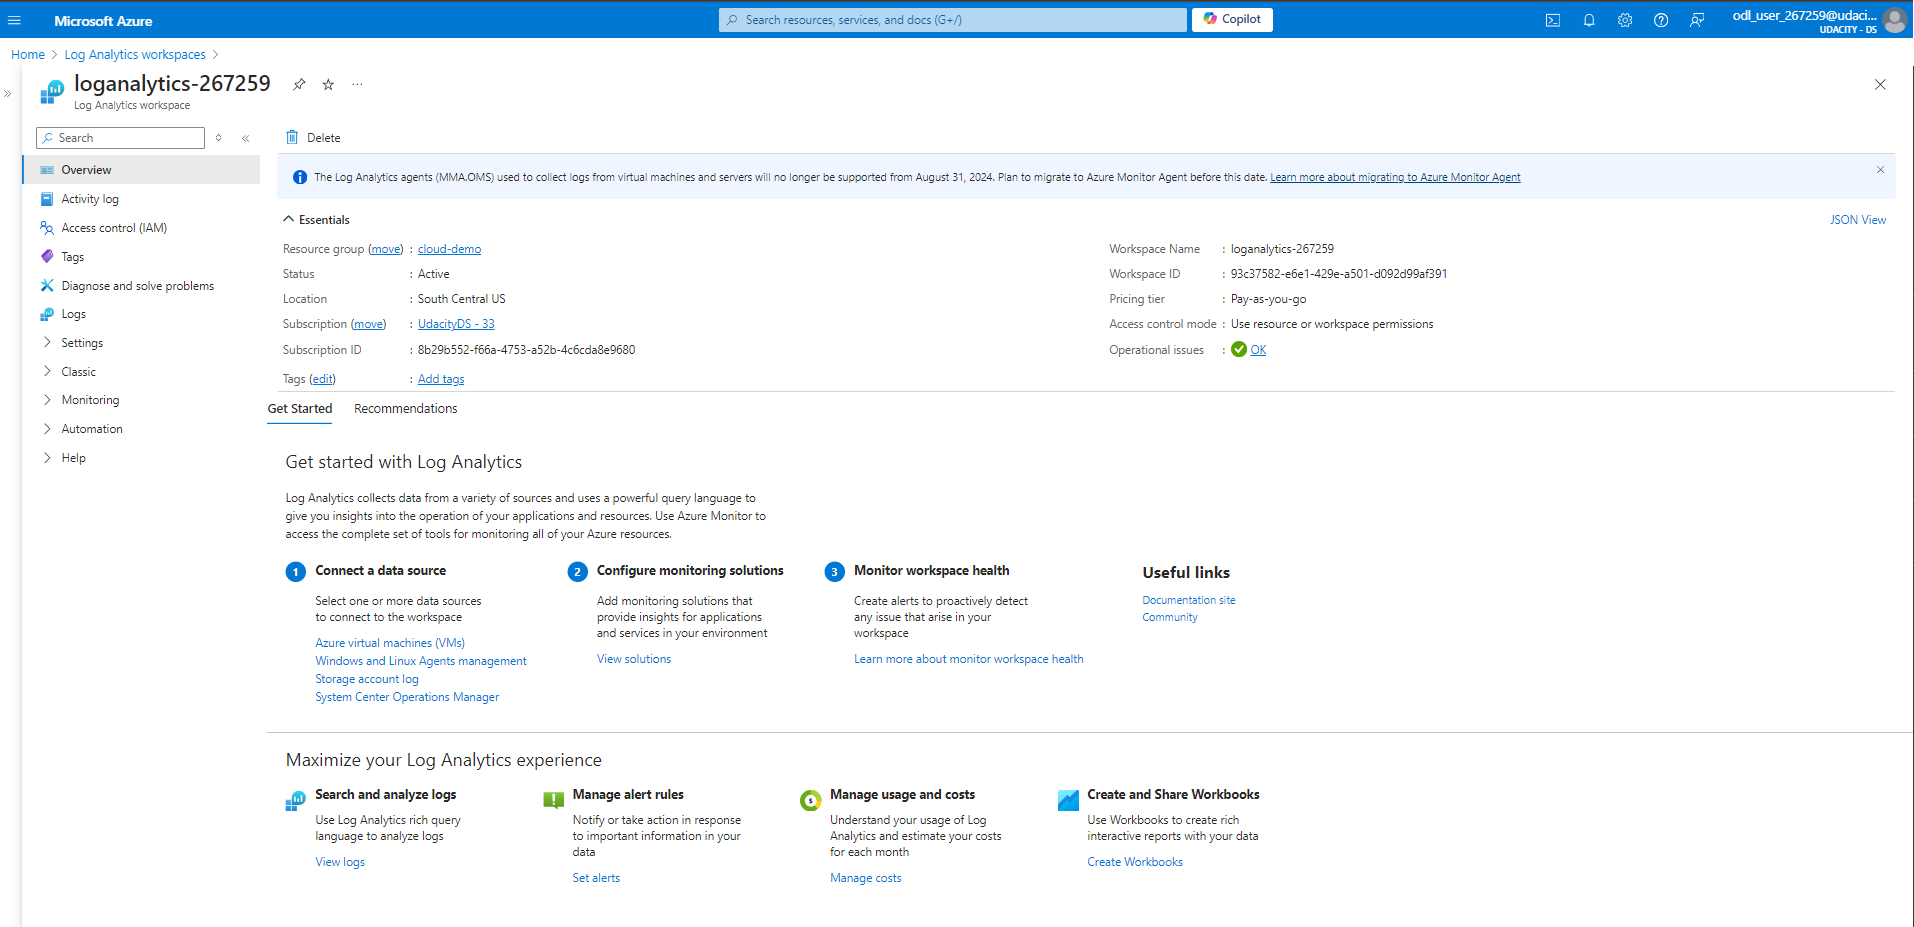 Microsoft Azure
Search resources, services, and docs (G+/)
Copilot
odl_user_267259@udaci...
UDACITY - DS
Home > Log Analytics workspaces >
loganalytics-267259
Log Analytics workspace
Search
Overview
Activity log
Access control (IAM)
Tags
Diagnose and solve problems
Logs
Settings
Classic
Monitoring
Automation
Help
Delete
The Log Analytics agents (MMA,OMS) used to collect logs from virtual machines and servers will no longer be supported from August 31, 2024. Plan to migrate to Azure Monitor Agent before this date. Learn more about migrating to Azure Monitor Agent
Essentials
JSON View
Resource group (move) : cloud-demo
Status : Active
Location : South Central US
Subscription (move) : UdacityDS - 33
Subscription ID : 8b29b552-f66a-4753-a52b-4c6cda8e9680
Tags (edit) : Add tags
Workspace Name : loganalytics-267259
Workspace ID : 93c37582-e6e1-429e-a501-d092d99af391
Pricing tier : Pay-as-you-go
Access control mode : Use resource or workspace permissions
Operational issues : OK
Get Started
Recommendations
Get started with Log Analytics
Log Analytics collects data from a variety of sources and uses a powerful query language to
give you insights into the operation of your applications and resources. Use Azure Monitor to
access the complete set of tools for monitoring all of your Azure resources.
1 Connect a data source
Select one or more data sources
to connect to the workspace
Azure virtual machines (VMs)
Windows and Linux Agents management
Storage account log
System Center Operations Manager
2 Configure monitoring solutions
Add monitoring solutions that
provide insights for applications
and services in your environment
View solutions
3 Monitor workspace health
Create alerts to proactively detect
any issue that arise in your
workspace
Learn more about monitor workspace health
Useful links
Documentation site
Community
Maximize your Log Analytics experience
Search and analyze logs
Use Log Analytics rich query
language to analyze logs
View logs
Manage alert rules
Notify or take action in response
to important information in your
data
Set alerts
Manage usage and costs
Understand your usage of Log
Analytics and estimate your costs
for each month
Manage costs
Create and Share Workbooks
Use Workbooks to create rich
interactive reports with your data
Create Workbooks